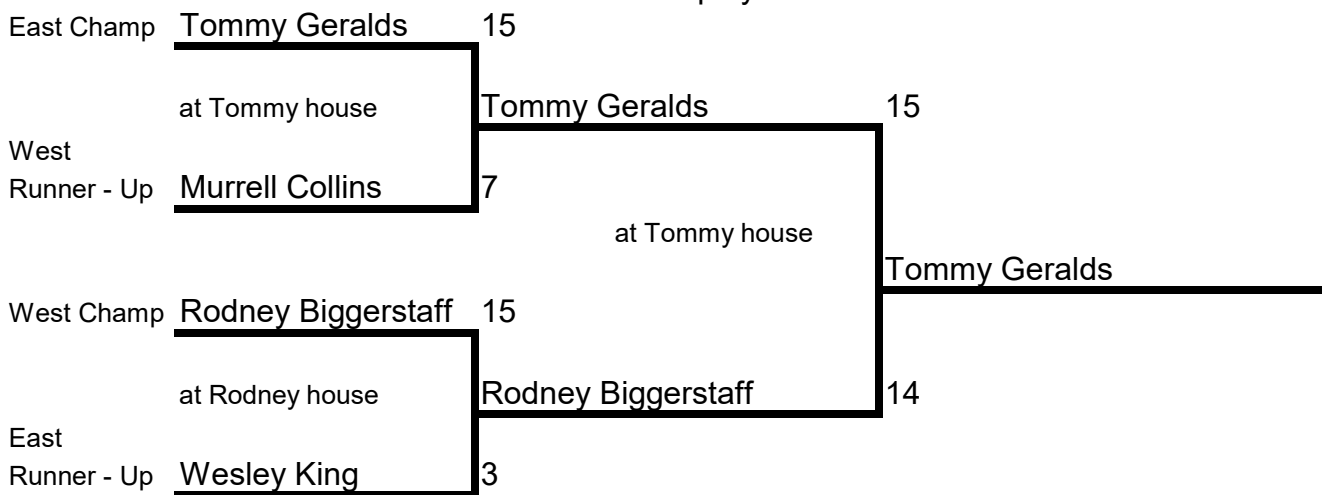 East Champ Tommy Geralds 15
at Tommy house Tommy Geralds 15
West
Runner - Up Murrell Collins 7
at Tommy house
Tommy Geralds
West Champ Rodney Biggerstaff 15
at Rodney house Rodney Biggerstaff 14
East
Runner - Up Wesley King 3